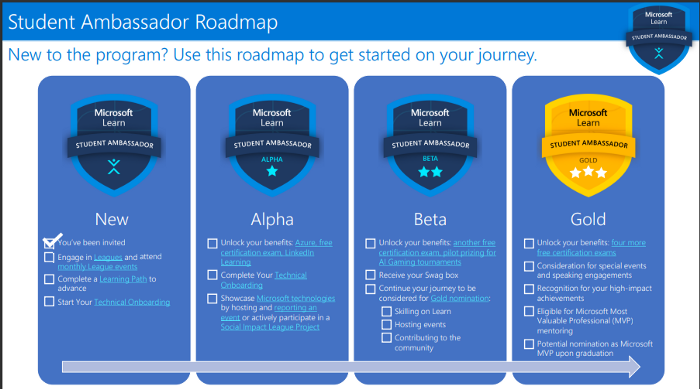 Student Ambassador Roadmap
Microsoft
Learn
STUDENT AMBASSADOR
New to the program? Use this roadmap to get started on your journey.
Microsoft
Learn
STUDENT AMBASSADOR
New
You've been invited
Engage in Leagues and attend
monthly League events
Complete a Learning Path to
advance
Start Your Technical Onboarding
Microsoft
Learn
STUDENT AMBASSADOR
ALPHA
Alpha
Unlock your benefits: Azure, free
certification exam, LinkedIn
Learning
Complete Your Technical
Onboarding
Showcase Microsoft technologies
by hosting and reporting an
event or actively participate in a
Social Impact League Project
Microsoft
Learn
STUDENT AMBASSADOR
BETA
Beta
Unlock your benefits: another free
certification exam, pilot prizing for
AI Gaming tournaments
Receive your Swag box
Continue your journey to be
considered for Gold nomination:
Skilling on Learn
Hosting events
Contributing to the
community
Microsoft
Learn
STUDENT AMBASSADOR
GOLD
Gold
Unlock your benefits: four more
free certification exams
Consideration for special events
and speaking engagements
Recognition for your high-impact
achievements
Eligible for Microsoft Most
Valuable Professional (MVP)
mentoring
Potential nomination as Microsoft
MVP upon graduation